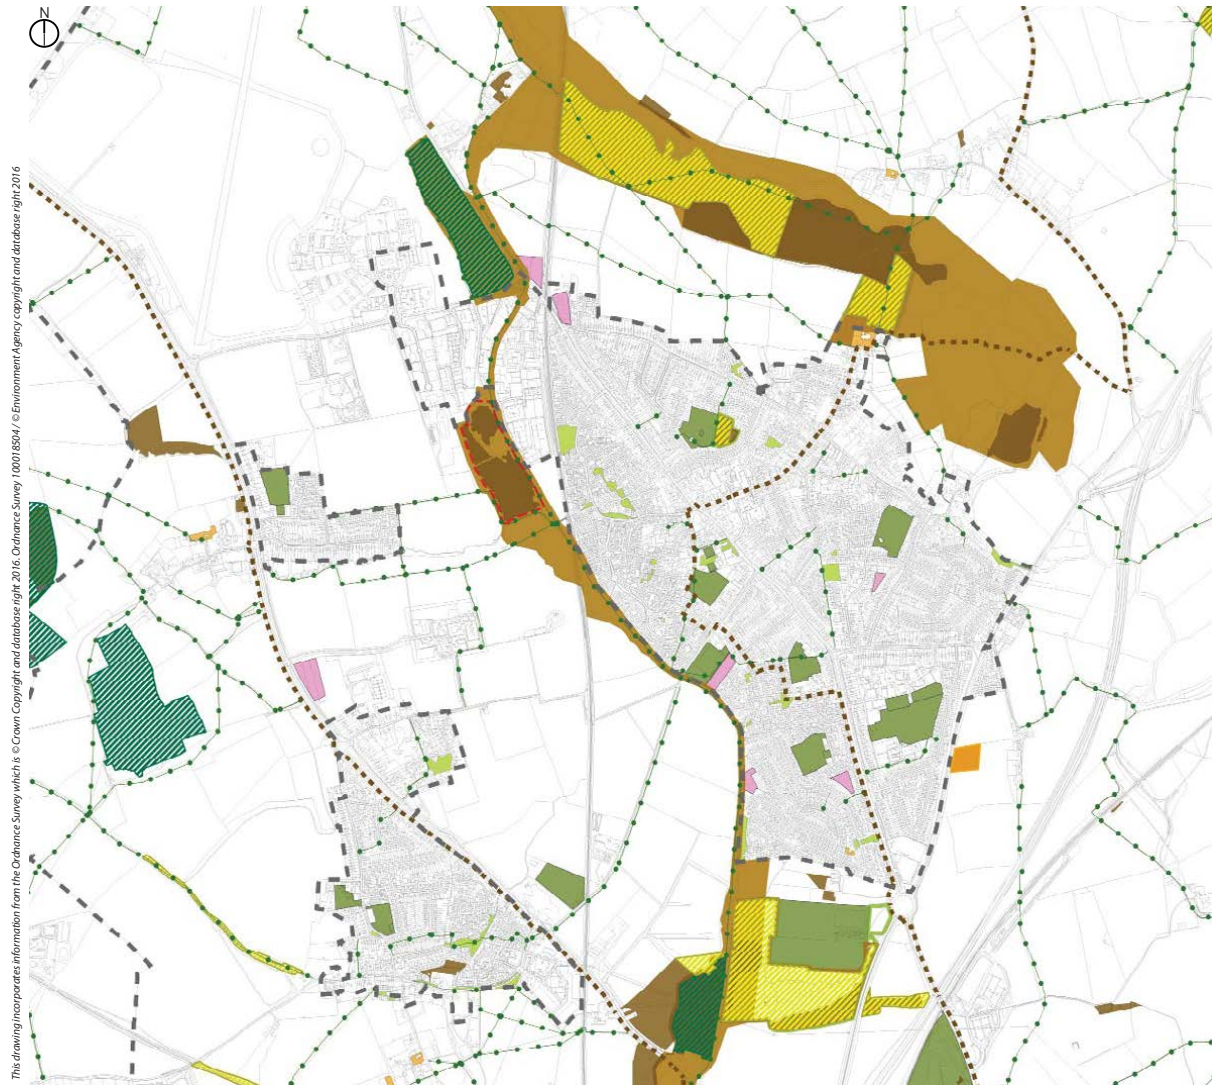 N
This drawing incorporates information from the Ordnance Survey which is © Crown Copyright and database right 2016. Ordnance Survey 100018504 / © Environment Agency copyright and database right 2016